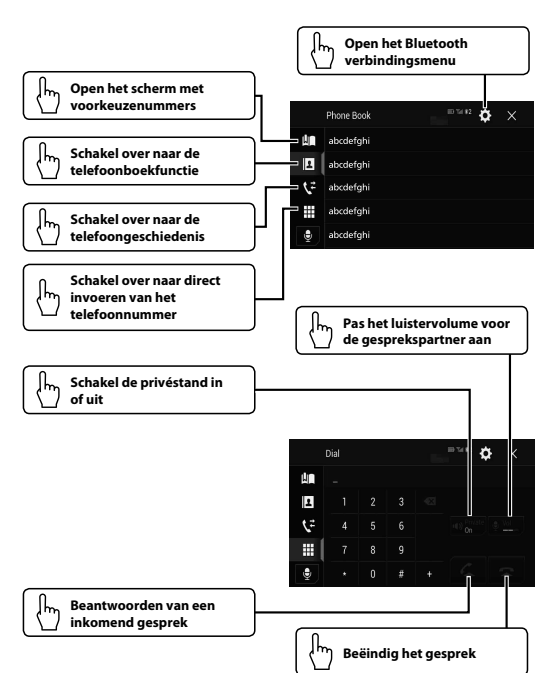 Open het Bluetooth
verbindingsmenu
Open het scherm met
voorkeuzenummers
Schakel over naar de
telefoonboekfunctie
Schakel over naar de
telefoongeschiedenis
Schakel over naar direct
invoeren van het
telefoonnummer
Phone Book
abcdefghi
abcdefghi
abcdefghi
abcdefghi
abcdefghi
Pas het luistervolume voor
de gesprekspartner aan
Schakel de privéstand in
of uit
Dial
1 2 3
4 5 6
On
7 8 9
* 0 # +
Beantwoorden van een
inkomend gesprek
Beëindig het gesprek